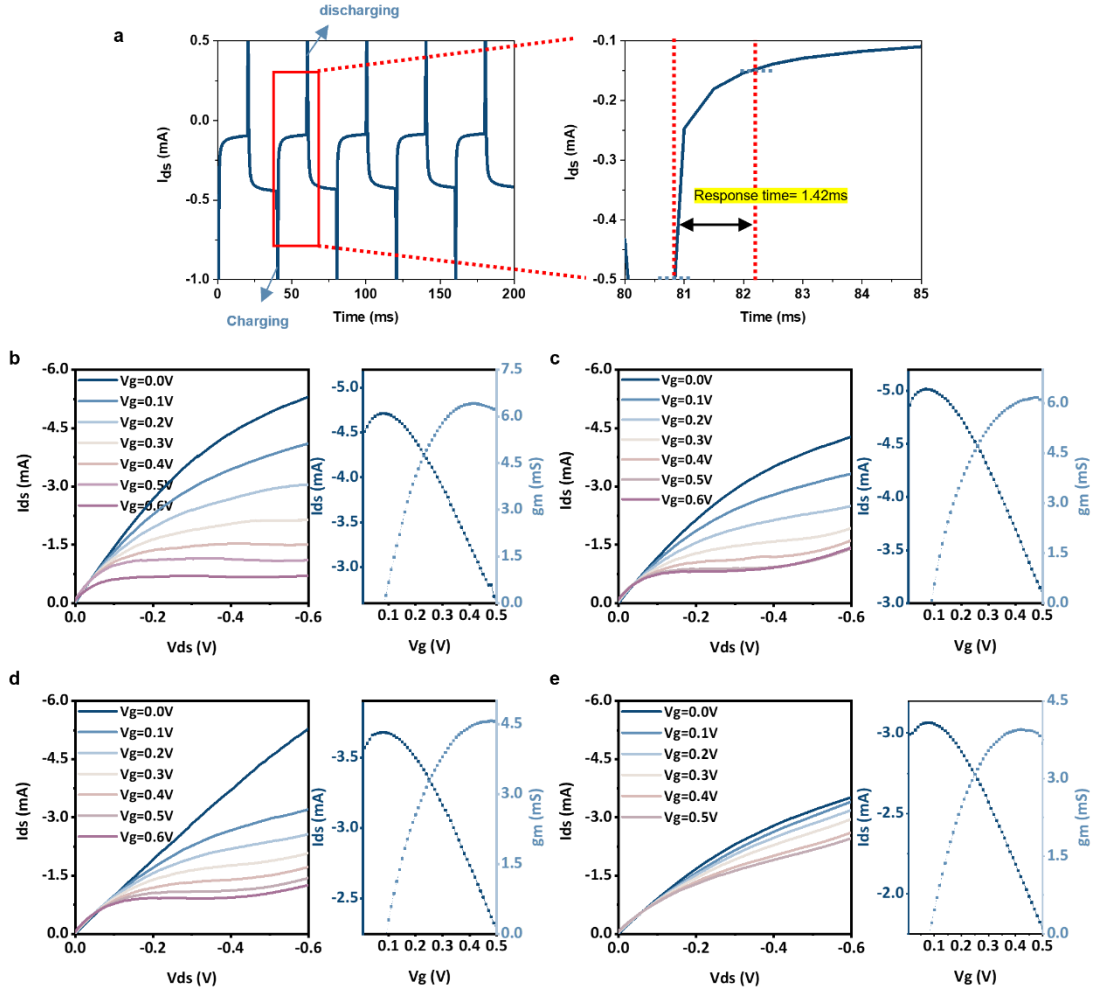 discharging
a
0.5
0.0
-0.5
-1.0
Ids (mA)
0
50
100
150
200
Time (ms)
Charging
-0.1
-0.2
-0.3
-0.4
-0.5
Ids (mA)
Response time= 1.42ms
80
81
82
83
84
85
Time (ms)
b
-6.0
-4.5
-3.0
-1.5
0.0
Ids (mA)
Vg=0.0V
Vg=0.1V
Vg=0.2V
Vg=0.3V
Vg=0.4V
Vg=0.5V
Vg=0.6V
-0.0
-0.2
-0.4
-0.6
Vds (V)
-5.0
-4.5
-4.0
-3.5
-3.0
Ids (mA)
7.5
6.0
4.5
3.0
1.5
0.0
gm (mS)
0.1 0.2 0.3 0.4 0.5
Vg (V)
c
-6.0
-4.5
-3.0
-1.5
0.0
Ids (mA)
Vg=0.0V
Vg=0.1V
Vg=0.2V
Vg=0.3V
Vg=0.4V
Vg=0.5V
Vg=0.6V
0.0
-0.2
-0.4
-0.6
Vds (V)
-5.0
-4.5
-4.0
-3.5
-3.0
Ids (mA)
6.0
4.5
3.0
1.5
0.0
gm (mS)
0.1 0.2 0.3 0.4 0.5
Vg (V)
d
-6.0
-4.5
-3.0
-1.5
0.0
Ids (mA)
Vg=0.0V
Vg=0.1V
Vg=0.2V
Vg=0.3V
Vg=0.4V
Vg=0.5V
Vg=0.6V
-0.0
-0.2
-0.4
-0.6
Vds (V)
-3.5
-3.0
-2.5
Ids (mA)
4.5
3.0
1.5
0.0
gm (mS)
0.1 0.2 0.3 0.4 0.5
Vg (V)
e
-6.0
-4.5
-3.0
-1.5
0.0
Ids (mA)
Vg=0.0V
Vg=0.1V
Vg=0.2V
Vg=0.3V
Vg=0.4V
Vg=0.5V
0.0
-0.2
-0.4
-0.6
Vds (V)
-3.0
-2.5
-2.0
Ids (mA)
4.5
3.0
1.5
0.0
gm (mS)
0.1 0.2 0.3 0.4 0.5
Vg (V)